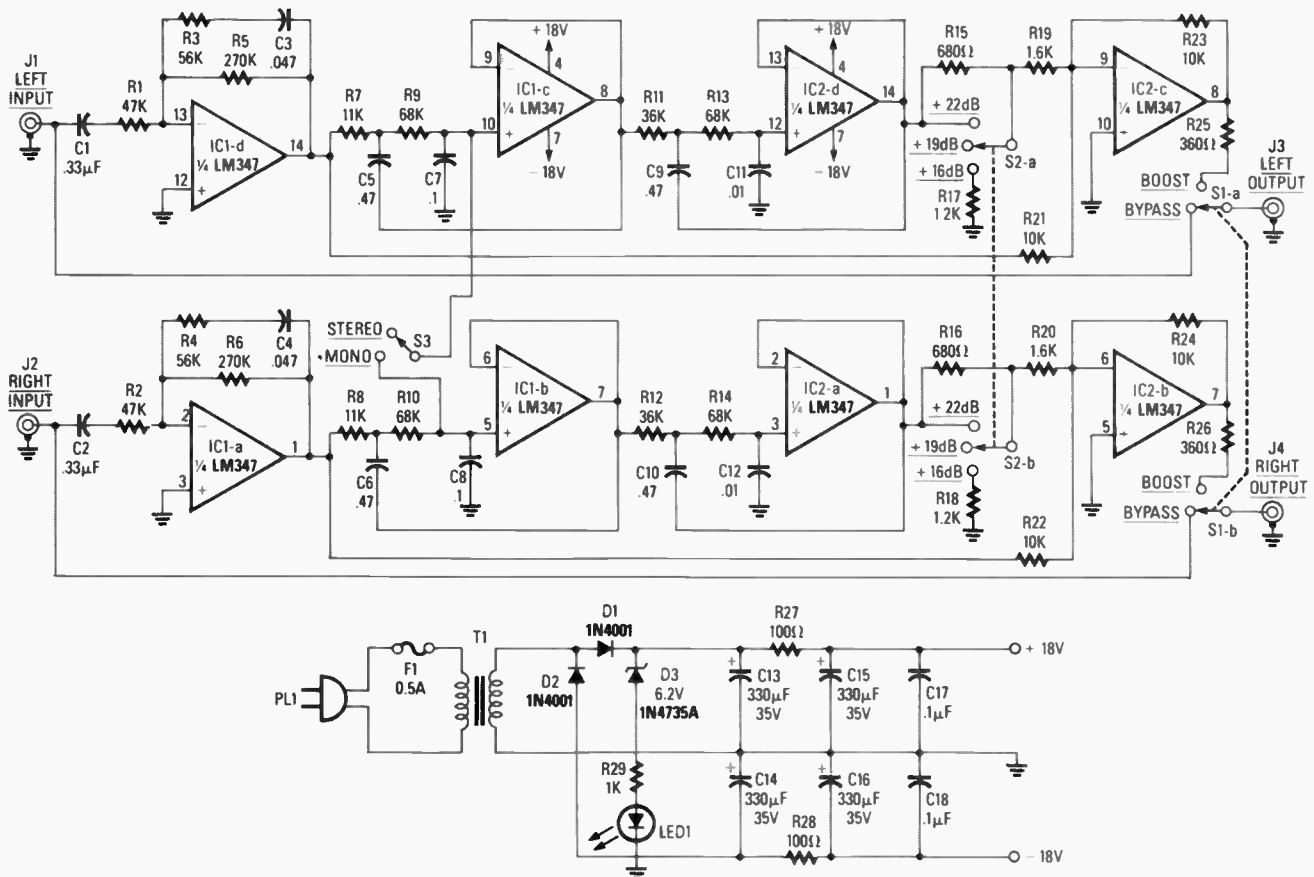 R3
56K
C3
.047
R5
270K
J1
LEFT
INPUT
C1
.33µF
R1
47K
13
12
14
IC1-d
¼ LM347
R7
11K
R9
68K
C5
.47
C7
.1
+ 18V
4
9
10
8
7
IC1-c
¼ LM347
- 18V
R11
36K
R13
68K
C9
.47
C11
.01
+ 18V
4
13
12
14
7
IC2-d
¼ LM347
- 18V
R15
680Ω
+ 22dB
+ 19dB
+ 16dB
S2-a
R17
1.2K
R19
1.6K
R21
10K
R23
10K
9
10
8
IC2-c
¼ LM347
R25
360Ω
BOOST
BYPASS
S1-a
J3
LEFT
OUTPUT
R4
56K
C4
.047
R6
270K
J2
RIGHT
INPUT
C2
.33µF
R2
47K
2
3
1
IC1-a
¼ LM347
STEREO
MONO
S3
R8
11K
R10
68K
C6
.47
C8
.1
6
5
7
IC1-b
¼ LM347
R12
36K
R14
68K
C10
.47
C12
.01
2
3
1
IC2-a
¼ LM347
R16
680Ω
+ 22dB
+ 19dB
+ 16dB
S2-b
R18
1.2K
R20
1.6K
R22
10K
R24
10K
6
5
7
IC2-b
¼ LM347
R26
360Ω
BOOST
BYPASS
S1-b
J4
RIGHT
OUTPUT
PL1
F1
0.5A
T1
D1
1N4001
D2
1N4001
D3
6.2V
1N4735A
R29
1K
LED1
+
C13
330µF
35V
R27
100Ω
+
C15
330µF
35V
C17
.1µF
+ 18V
+
C14
330µF
35V
R28
100Ω
C16
330µF
35V
C18
.1µF
- 18V